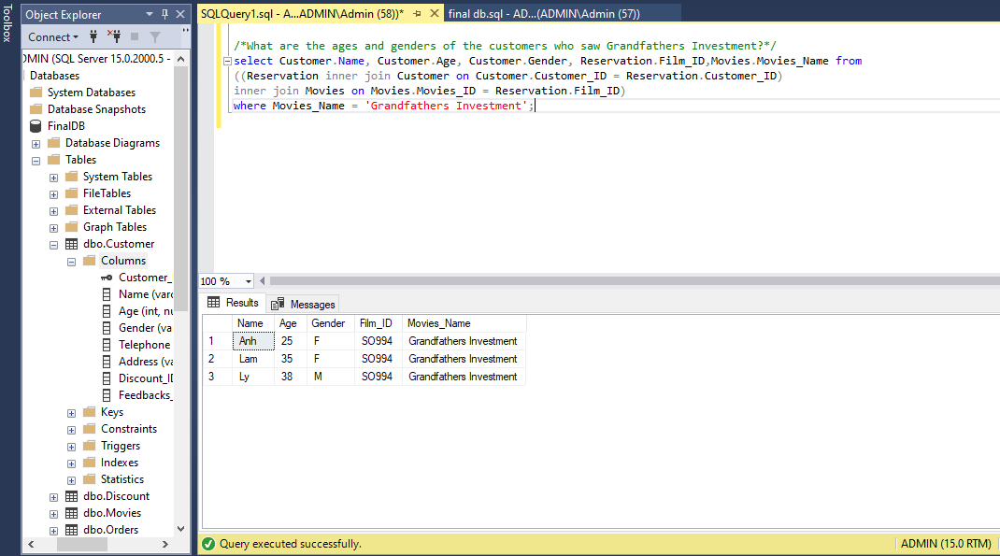 Toolbox
Object Explorer
Connect
OMIN (SQL Server 15.0.2000.5 -
Databases
System Databases
Database Snapshots
FinalDB
Database Diagrams
Tables
System Tables
FileTables
External Tables
Graph Tables
dbo.Customer
Columns
Customer_
Name (varc
Age (int, nu
Gender (va
Telephone
Address (va
Discount_ID
Feedbacks_
Keys
Constraints
Triggers
Indexes
Statistics
dbo.Discount
dbo.Movies
dbo.Orders
SQLQuery1.sql - A...ADMIN\Admin (58))* final db.sql - AD...(ADMIN\Admin (57))
/*What are the ages and genders of the customers who saw Grandfathers Investment?*/
select Customer.Name, Customer.Age, Customer.Gender, Reservation.Film_ID,Movies.Movies_Name from
((Reservation inner join Customer on Customer.Customer_ID = Reservation.Customer_ID)
inner join Movies on Movies.Movies_ID = Reservation.Film_ID)
where Movies_Name = 'Grandfathers Investment';
100 %
Results Messages
Name Age Gender Film_ID Movies_Name
1 Anh 25 F SO994 Grandfathers Investment
2 Lam 35 F SO994 Grandfathers Investment
3 Ly 38 M SO994 Grandfathers Investment
Query executed successfully. ADMIN (15.0 RTM)